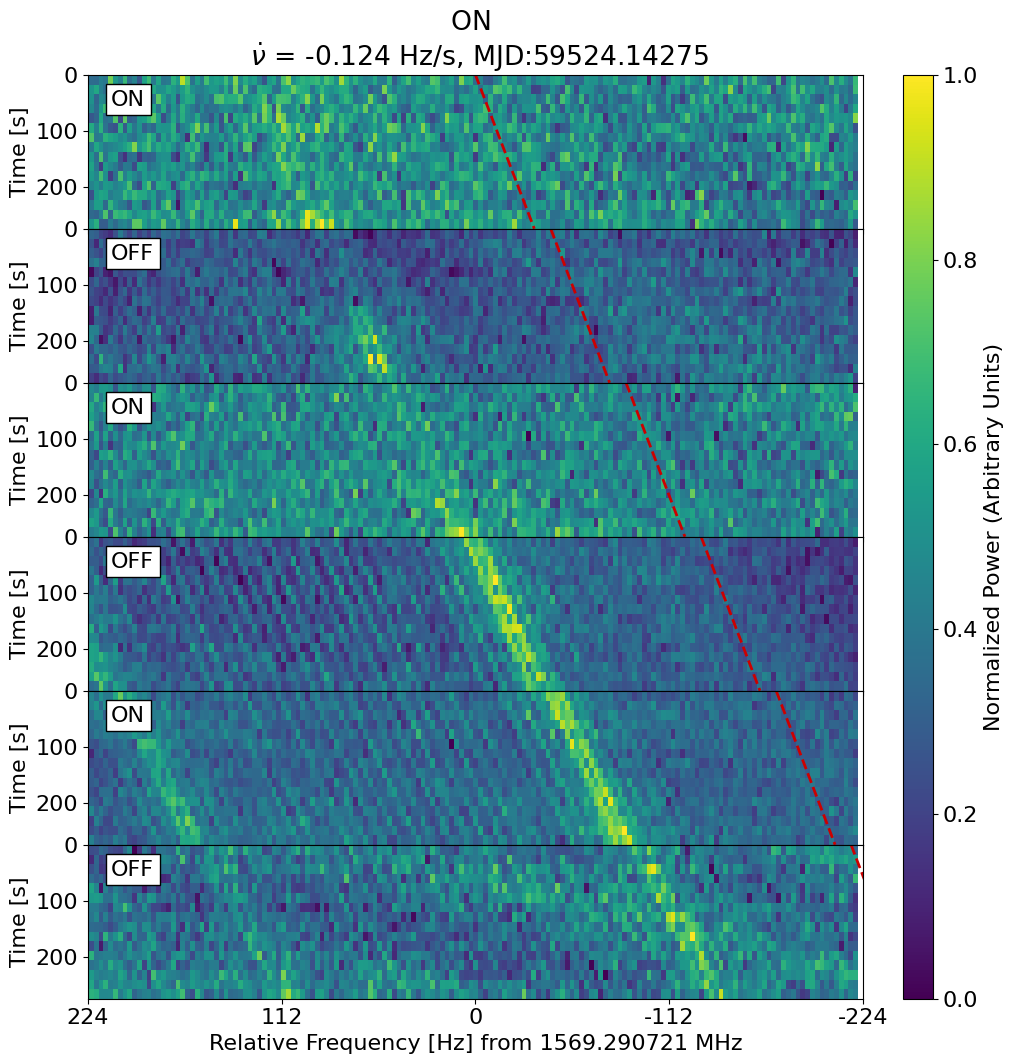 ON
ν̇ = -0.124 Hz/s, MJD:59524.14275
0
ON
100
200
Time [s]
0
OFF
100
200
Time [s]
0
ON
100
200
Time [s]
0
OFF
100
200
Time [s]
0
ON
100
200
Time [s]
0
OFF
100
200
Time [s]
224 112 0 -112 -224
Relative Frequency [Hz] from 1569.290721 MHz
1.0
0.8
0.6
0.4
0.2
0.0
Normalized Power (Arbitrary Units)